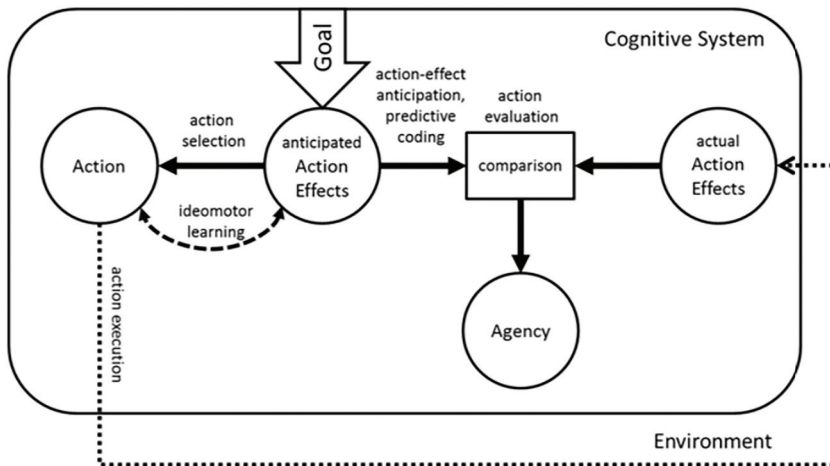 Goal
Cognitive System
action
selection
action-effect
anticipation,
predictive
coding
action
evaluation
Action
anticipated
Action
Effects
comparison
actual
Action
Effects
ideomotor
learning
action execution
Agency
Environment